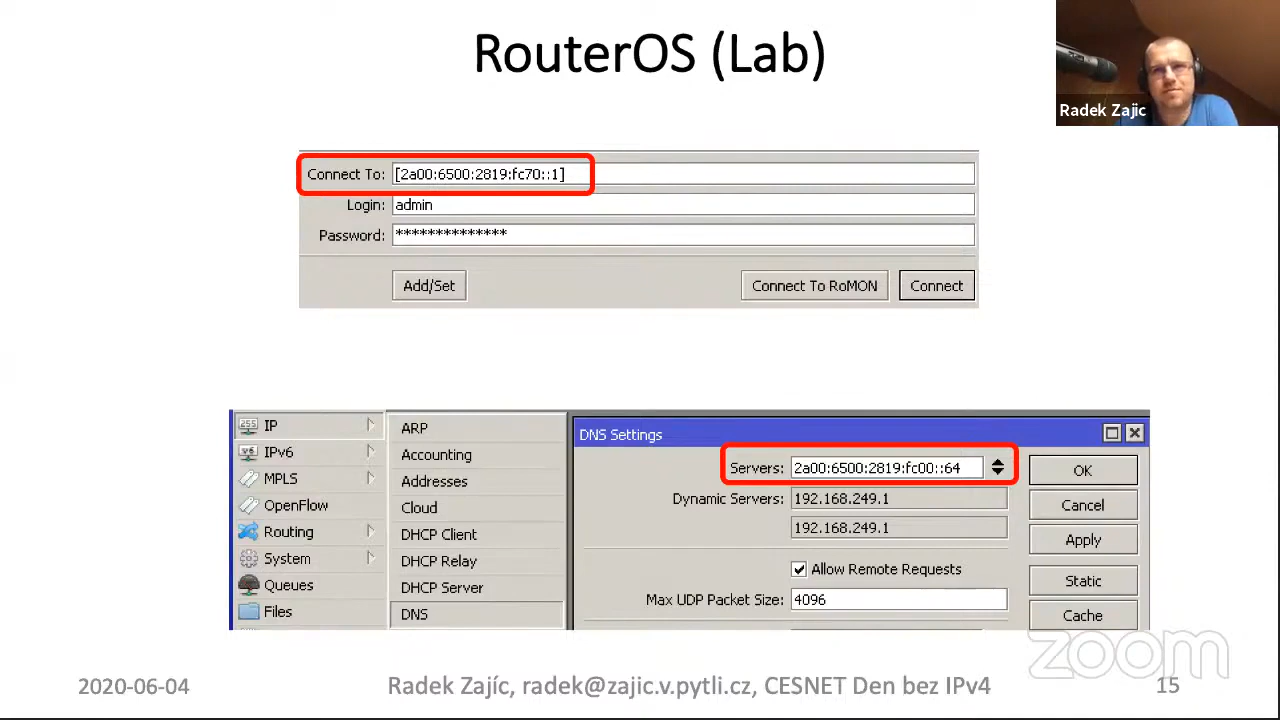 RouterOS (Lab)
Radek Zajic
Connect To: [2a00:6500:2819:fc70::1]
Login: admin
Password: **************
Add/Set
Connect To RoMON
Connect
255 IP
v6 IPv6
MPLS
OpenFlow
Routing
System
Queues
Files
ARP
Accounting
Addresses
Cloud
DHCP Client
DHCP Relay
DHCP Server
DNS
DNS Settings
Servers: 2a00:6500:2819:fc00::64
Dynamic Servers: 192.168.249.1
192.168.249.1
Allow Remote Requests
Max UDP Packet Size: 4096
OK
Cancel
Apply
Static
Cache
zoom
2020-06-04
Radek Zajíc, radek@zajic.v.pytli.cz, CESNET Den bez IPv4
15